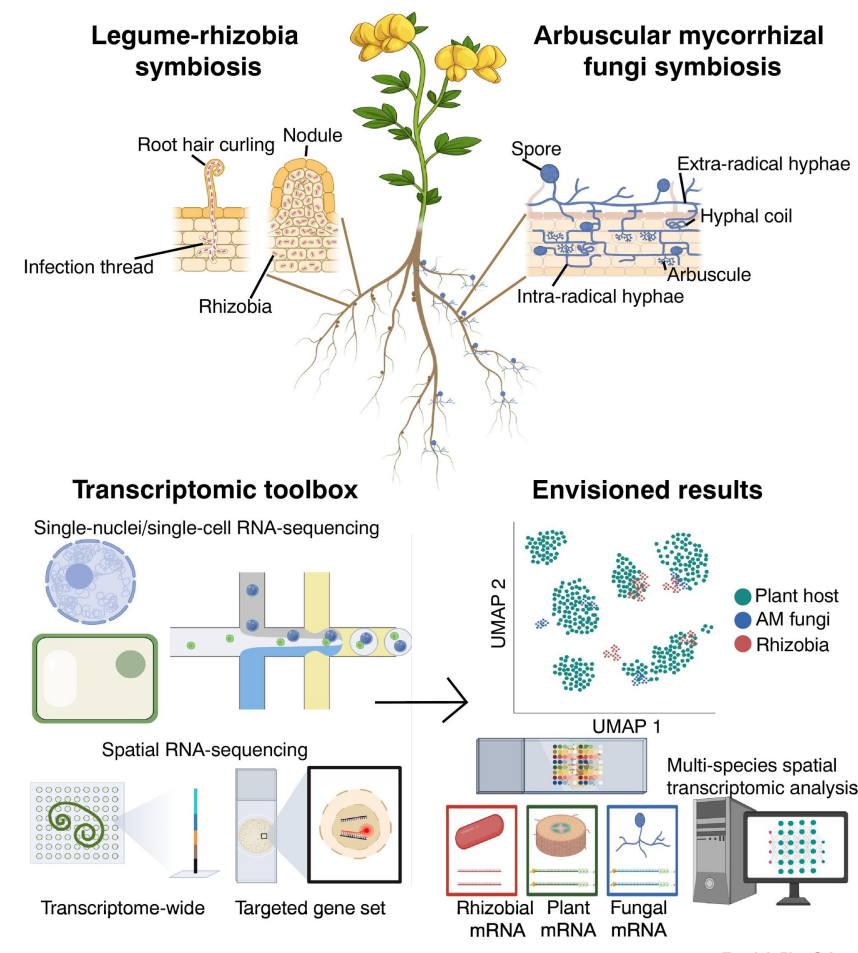 Legume-rhizobia
symbiosis
Arbuscular mycorrhizal
fungi symbiosis
Root hair curling
Nodule
Infection thread
Rhizobia
Spore
Extra-radical hyphae
Hyphal coil
Arbuscule
Intra-radical hyphae
Transcriptomic toolbox
Single-nuclei/single-cell RNA-sequencing
Spatial RNA-sequencing
Transcriptome-wide
Targeted gene set
Envisioned results
UMAP 2
UMAP 1
Plant host
AM fungi
Rhizobia
Multi-species spatial
transcriptomic analysis
Rhizobial
mRNA
Plant
mRNA
Fungal
mRNA